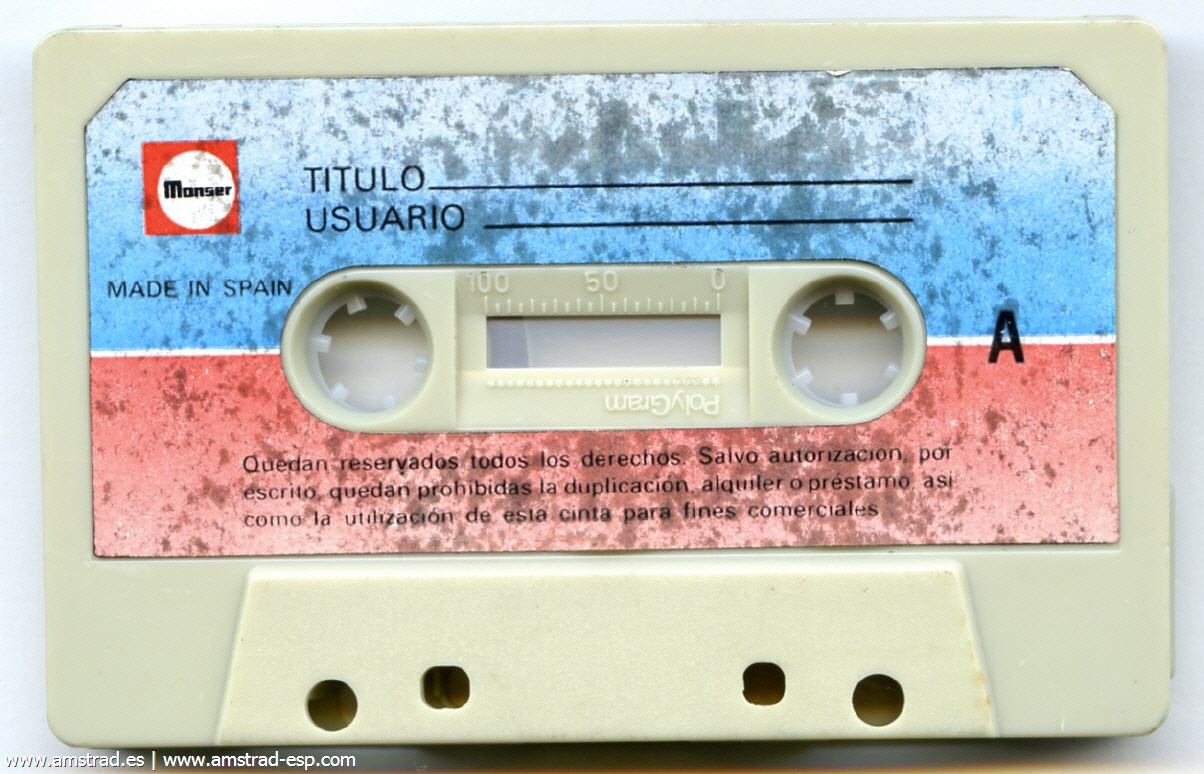 Monser
TITULO
USUARIO
MADE IN SPAIN
100 50 0
A
PolyGram
Quedan reservados todos los derechos. Salvo autorización, por
escrito, quedan prohibidas la duplicación, alquiler o préstamo, así
como la utilización de esta cinta para fines comerciales.
www.amstrad.es | www.amstrad-esp.com